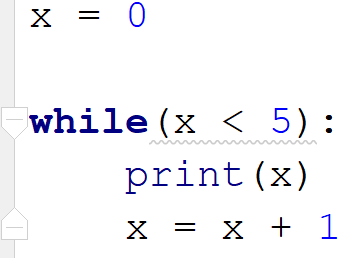 x = 0
while(x < 5):
    print(x)
    x = x + 1